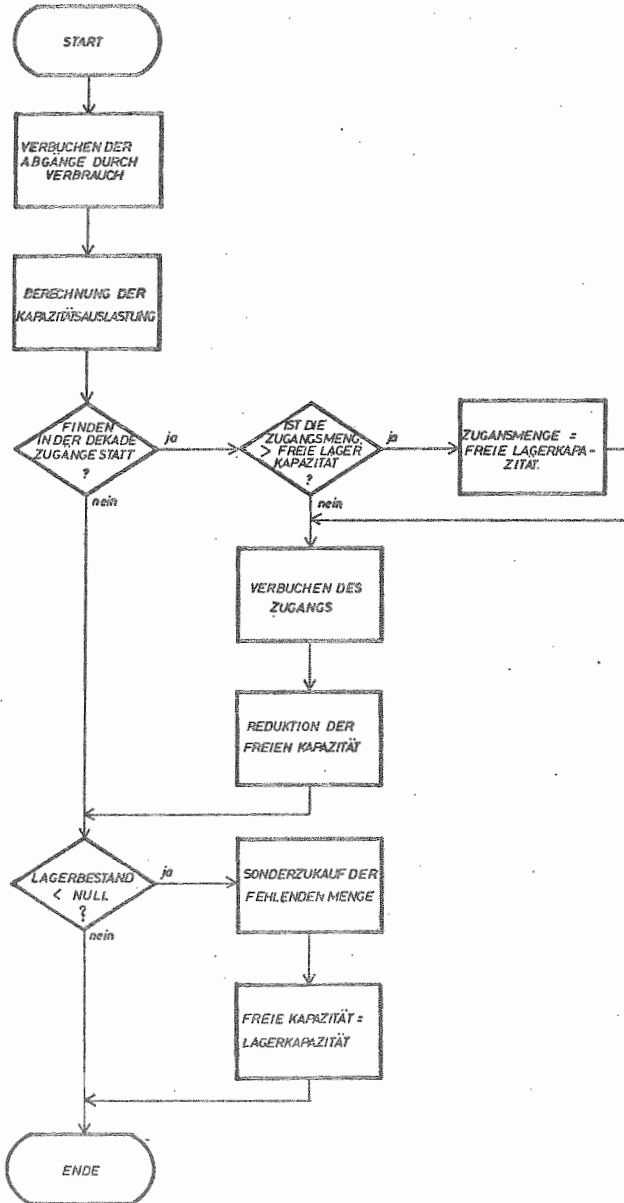 START
VERBUCHEN DER
ABGÄNGE DURCH
VERBRAUCH
BERECHNUNG DER
KAPAZITÄTSAUSLASTUNG
FINDEN
IN DER DEKADE
ZUGÄNGE STATT
?
ja
nein
IST DIE
ZUGANGSMENG.
> FREIE LAGER
KAPAZITÄT
?
ja
nein
ZUGANSMENGE =
FREIE LAGERKAPA-
ZITÄT.
VERBUCHEN DES
ZUGANGS
REDUKTION DER
FREIEN KAPAZITÄT
LAGERBESTAND
< NULL
?
ja
nein
SONDERZUKAUF DER
FEHLENDEN MENGE
FREIE KAPAZITÄT =
LAGERKAPAZITÄT
ENDE